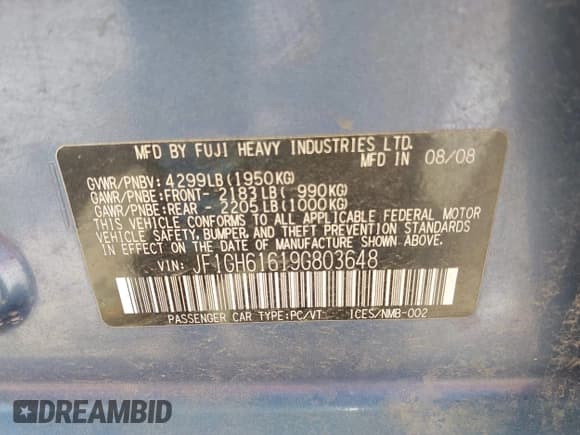 MFD BY FUJI HEAVY INDUSTRIES LTD.
MFD IN 08/08
GVWR/PNBV: 4299LB(1950KG)
GAWR/PNBE:FRONT - 2183LB( 990KG)
GAWR/PNBE:REAR - 2205LB(1000KG)
THIS VEHICLE CONFORMS TO ALL APPLICABLE FEDERAL MOTOR
VEHICLE SAFETY, BUMPER, AND THEFT PREVENTION STANDARDS
IN EFFECT ON THE DATE OF MANUFACTURE SHOWN ABOVE.
VIN: JF1GH61619G803648
PASSENGER CAR TYPE:PC/VT ICES/NMB-002
DREAMBID